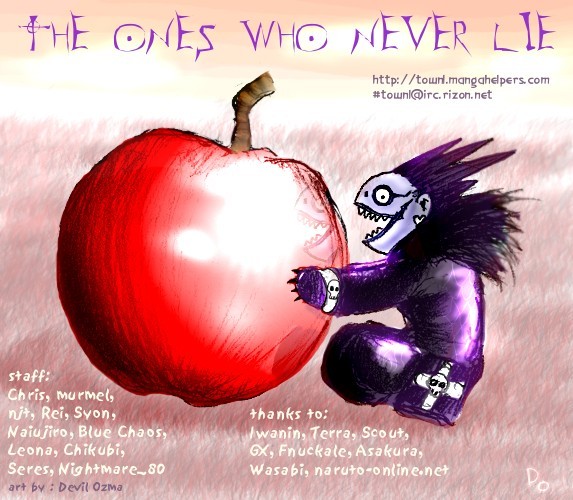 THE ONES WHO NEVER LIE
http://townl.mangahelpers.com
#townl@irc.rizon.net
staff:
Chris, murmel,
njt, Rei, Syon,
Naiujiro, Blue Chaos,
Leona, Chikubi,
Seres, Nightmare_80
art by : Devil Ozma
thanks to:
Iwanin, Terra, Scout,
GX, Fnuckale, Asakura,
Wasabi, naruto-online.net
DO